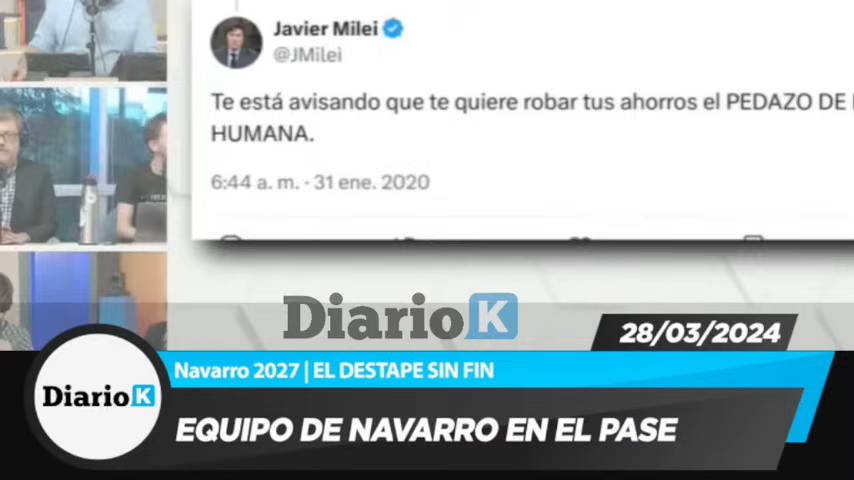 Javier Milei
@JMilei
Te está avisando que te quiere robar tus ahorros el PEDAZO DE
HUMANA.
6:44 a. m. · 31 ene. 2020
DiarioK
28/03/2024
Navarro 2027 | EL DESTAPE SIN FIN
DiarioK
EQUIPO DE NAVARRO EN EL PASE